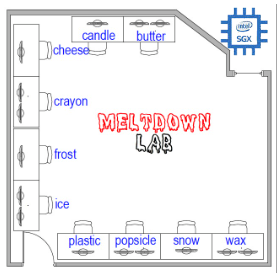 candle butter
intel
SGX
cheese
crayon
MELTDOWN
LAB
frost
ice
plastic popsicle snow wax